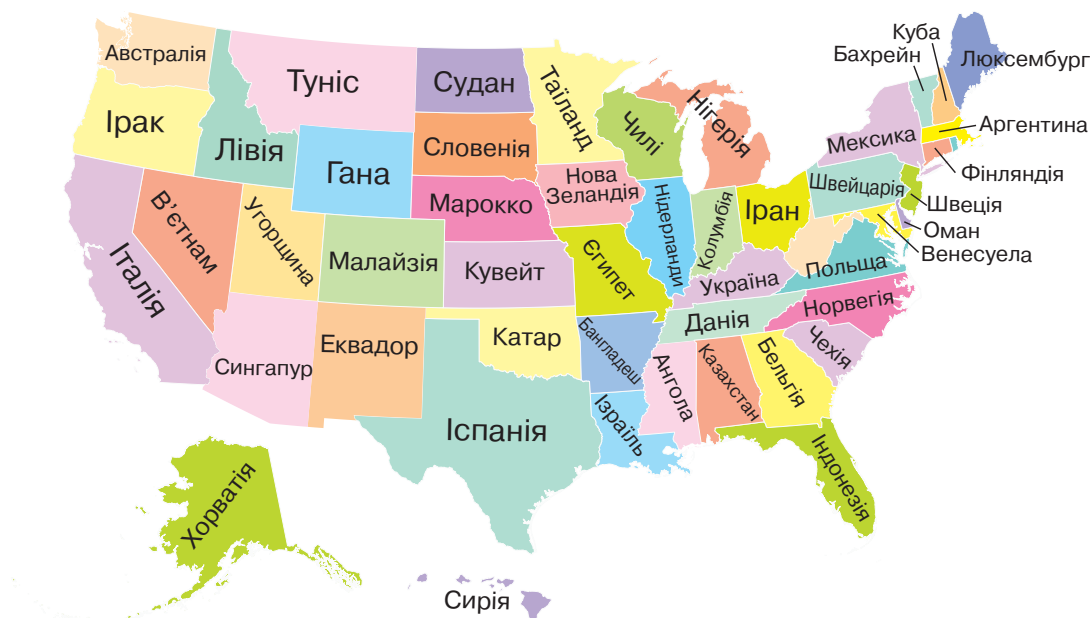 Куба
Австралія
Бахрейн
Люксембург
Туніс
Судан
Таїланд
Нігерія
Ірак
Чилі
Аргентина
Мексика
Лівія
Словенія
Гана
Фінляндія
Нова
Зеландія
Швейцарія
Марокко
Швеція
В’єтнам
Угорщина
Нідерланди
Колумбія
Іран
Оман
Венесуела
Італія
Малайзія
Кувейт
Єгипет
Україна
Польща
Норвегія
Данія
Еквадор
Катар
Бангладеш
Чехія
Сингапур
Ангола
Казахстан
Бельгія
Іспанія
Ізраїль
Індонезія
Хорватія
Сирія